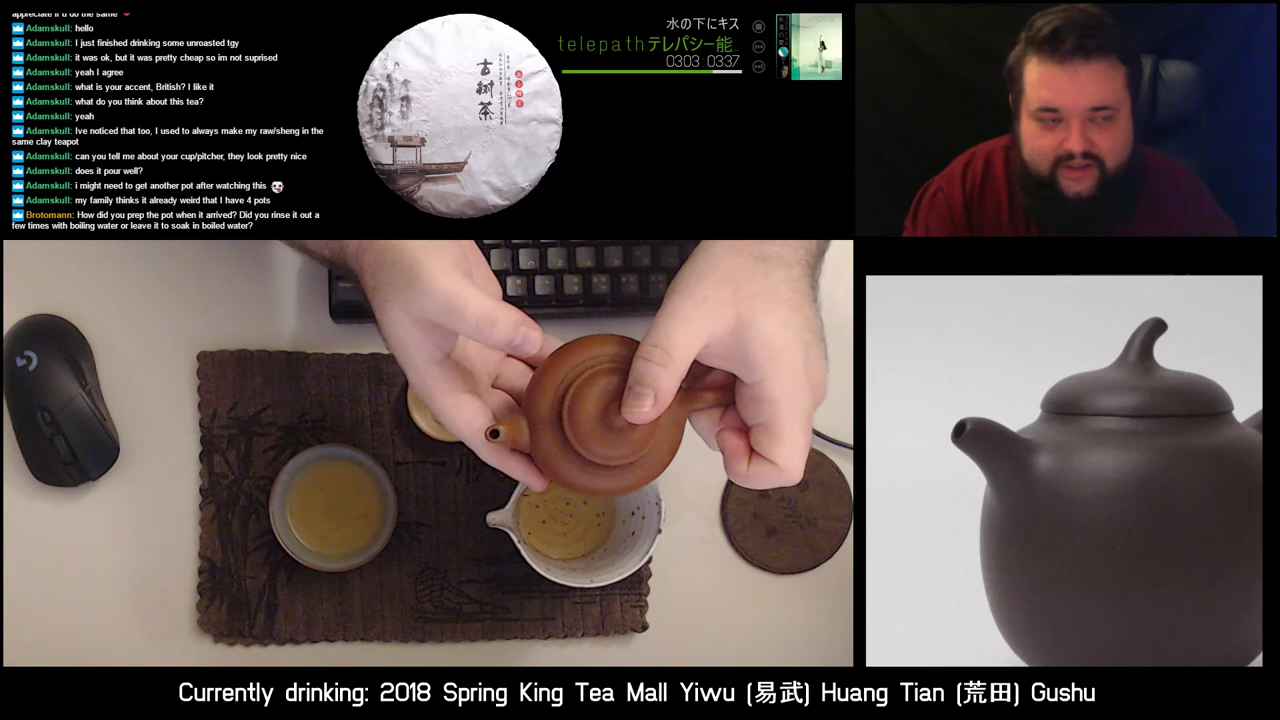 appreciate if u do the same
Adamskull: hello
Adamskull: I just finished drinking some unroasted tgy
Adamskull: it was ok, but it was pretty cheap so im not suprised
Adamskull: yeah I agree
Adamskull: what is your accent, British? I like it
Adamskull: what do you think about this tea?
Adamskull: yeah
Adamskull: Ive noticed that too, I used to always make my raw/sheng in the
same clay teapot
Adamskull: can you tell me about your cup/pitcher, they look pretty nice
Adamskull: does it pour well?
Adamskull: i might need to get another pot after watching this
Adamskull: my family thinks it already weird that I have 4 pots
Brotomann: How did you prep the pot when it arrived? Did you rinse it out a
few times with boiling water or leave it to soak in boiled water?
古树茶
水の下にキス
telepathテレパシー能
03:03 03:37
Currently drinking: 2018 Spring King Tea Mall Yiwu (易武) Huang Tian (荒田) Gushu